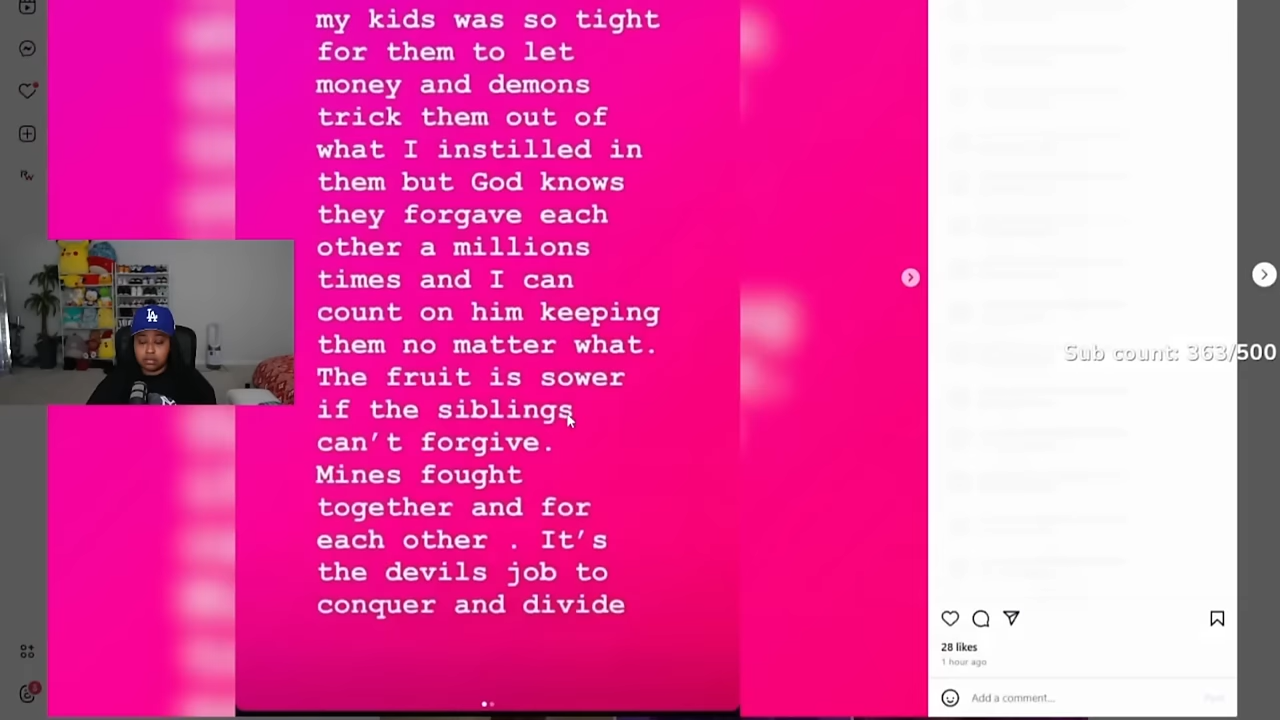 my kids was so tight
for them to let
money and demons
trick them out of
what I instilled in
them but God knows
they forgave each
other a millions
times and I can
count on him keeping
them no matter what.
The fruit is sower
if the siblings
can’t forgive.
Mines fought
together and for
each other . It’s
the devils job to
conquer and divide
LA
Sub count: 363/500
28 likes
1 hour ago
Add a comment...
Post